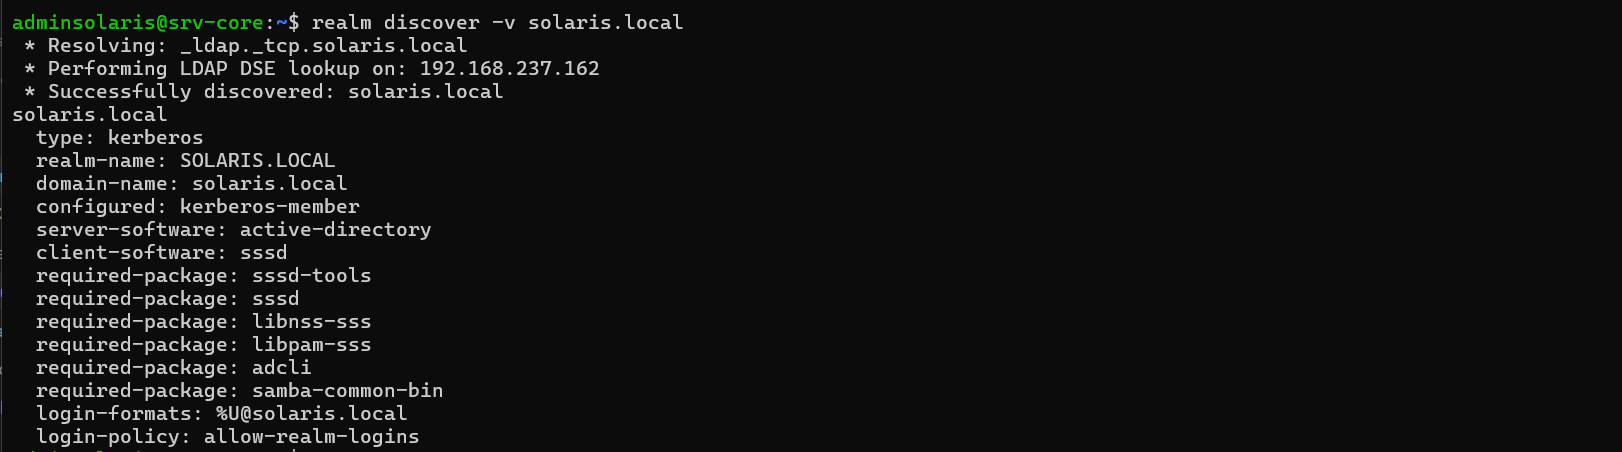 adminsolaris@srv-core:~$ realm discover -v solaris.local
 * Resolving: _ldap._tcp.solaris.local
 * Performing LDAP DSE lookup on: 192.168.237.162
 * Successfully discovered: solaris.local
solaris.local
  type: kerberos
  realm-name: SOLARIS.LOCAL
  domain-name: solaris.local
  configured: kerberos-member
  server-software: active-directory
  client-software: sssd
  required-package: sssd-tools
  required-package: sssd
  required-package: libnss-sss
  required-package: libpam-sss
  required-package: adcli
  required-package: samba-common-bin
  login-formats: %U@solaris.local
  login-policy: allow-realm-logins